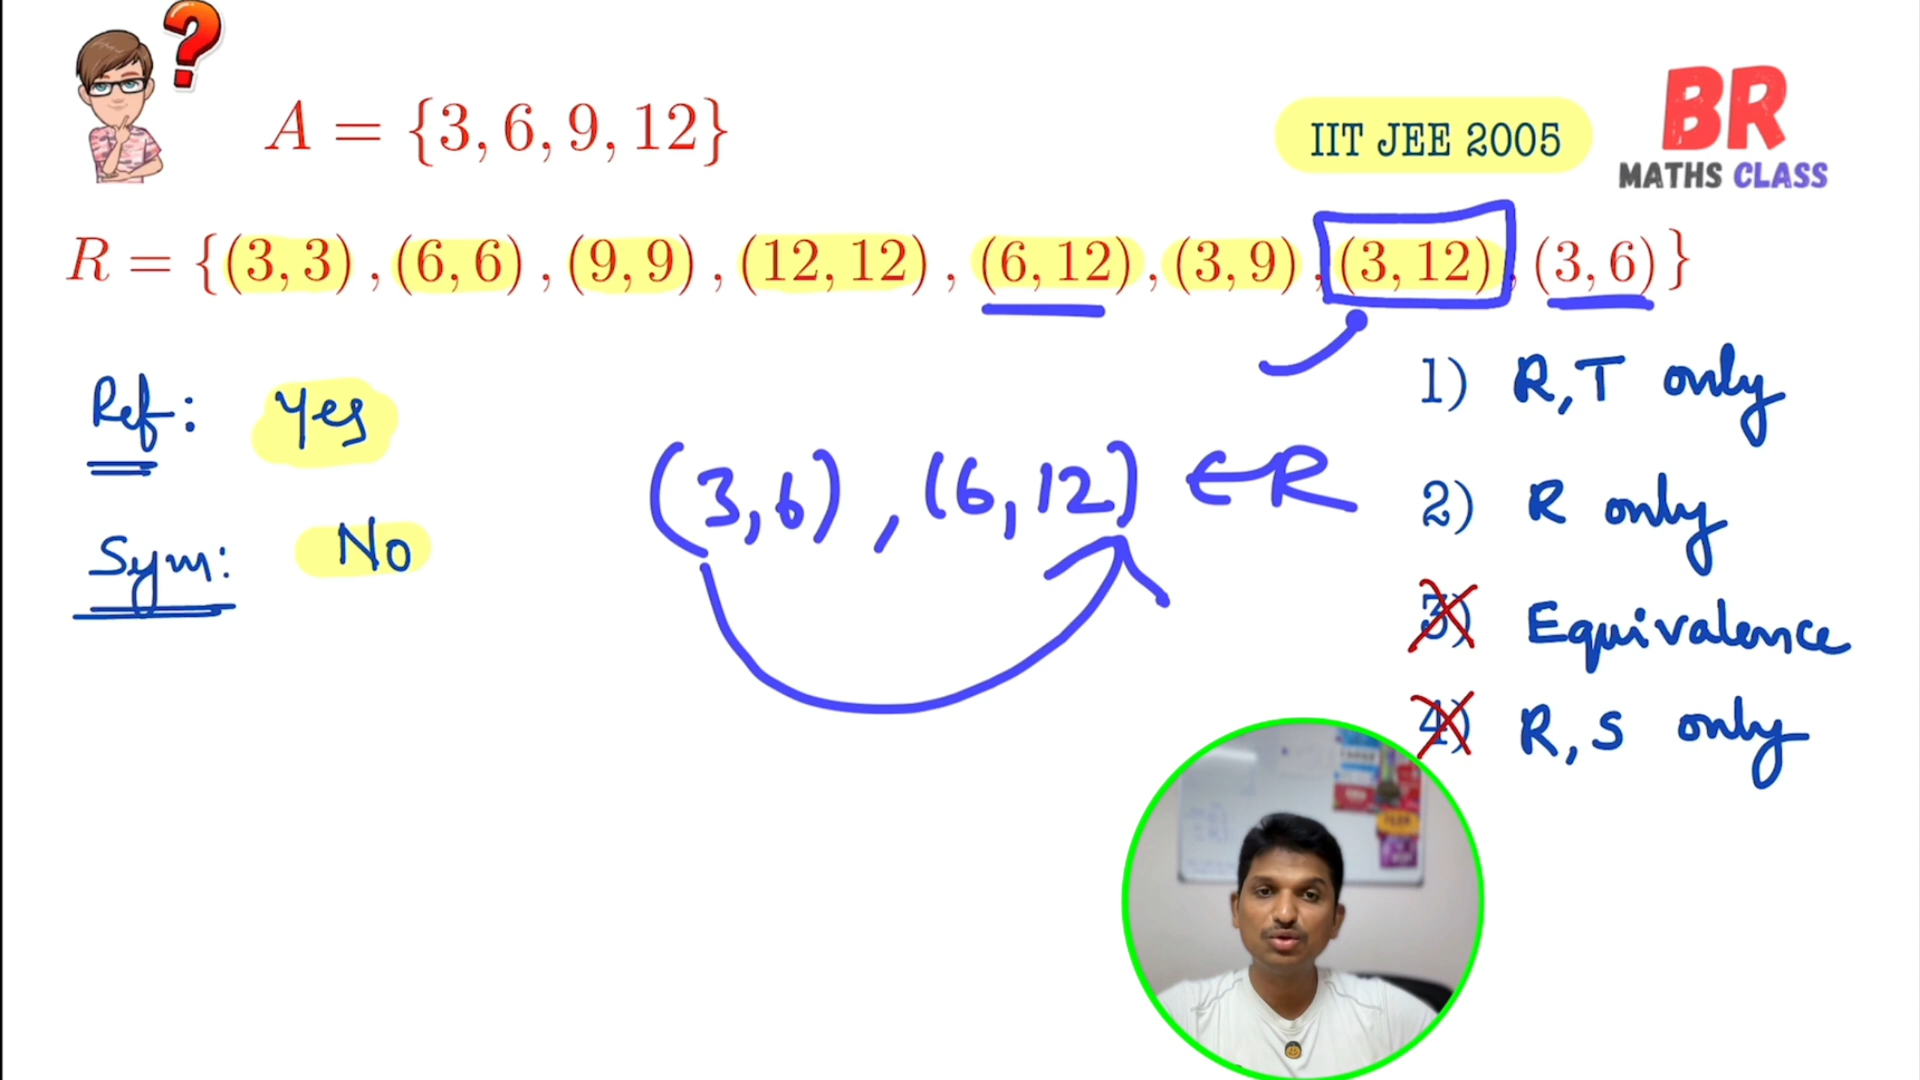 ?
A = {3, 6, 9, 12}
IIT JEE 2005
BR
MATHS CLASS
R = {(3, 3), (6, 6), (9, 9), (12, 12), (6, 12), (3, 9), (3, 12), (3, 6)}
Ref: Yes
Sym: No
(3,6), (6,12) ∈ R
1) R,T only
2) R only
3) Equivalence
4) R,S only